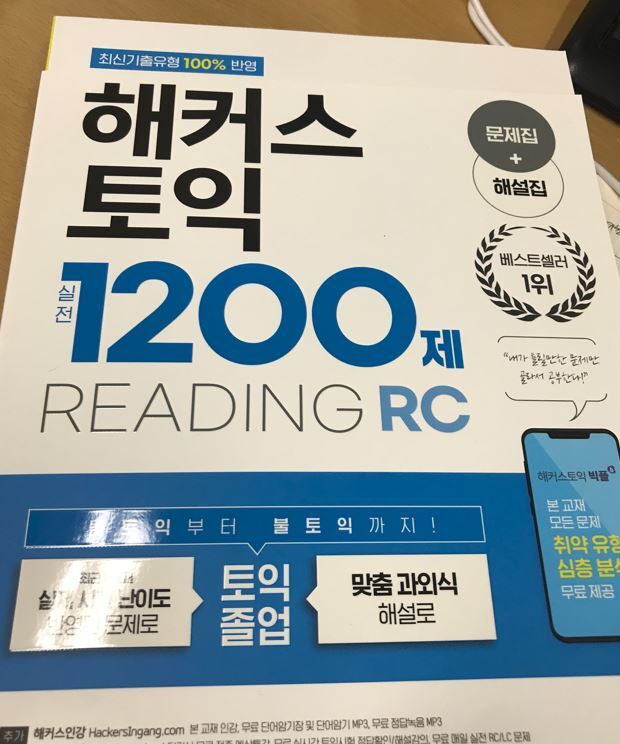 최신기출유형 100% 반영
해커스
토익
실전 1200제
READING RC
문제집
+
해설집
베스트셀러
1위
"내가 틀릴만한 문제만
골라서 공부한다!"
해커스토익 빅플
본 교재
모든 문제
취약 유형
심층 분석
무료 제공
토익부터 불토익까지!
실전 난이도
문제로
토익
졸업
맞춤 과외식
해설로
추가 해커스인강 HackersIngang.com 본 교재 인강, 무료 단어암기장 및 단어암기 MP3, 무료 정답녹음 MP3